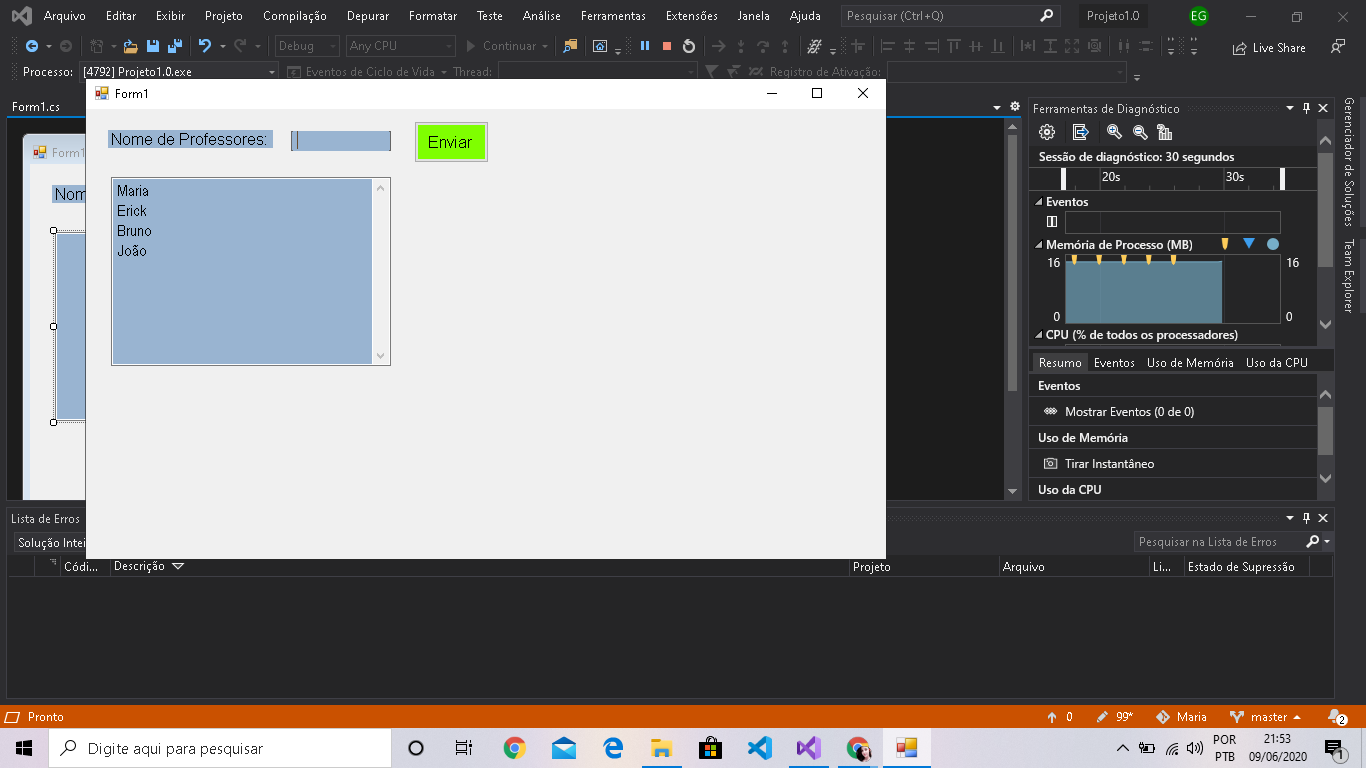 Arquivo Editar Exibir Projeto Compilação Depurar Formatar Teste Análise Ferramentas Extensões Janela Ajuda Pesquisar (Ctrl+Q) Projeto1.0 EG
Debug Any CPU Continuar Live Share
Processo: [4792] Projeto1.0.exe Eventos de Ciclo de Vida Thread: Registro de Ativação:
Form1.cs
Form1
Nom
Form1
Nome de Professores: Enviar
Maria
Erick
Bruno
João
Ferramentas de Diagnóstico
Sessão de diagnóstico: 30 segundos
20s 30s
Eventos
Memória de Processo (MB)
16 16
0 0
CPU (% de todos os processadores)
Resumo Eventos Uso de Memória Uso da CPU
Eventos
Mostrar Eventos (0 de 0)
Uso de Memória
Tirar Instantâneo
Uso da CPU
Gerenciador de Soluções
Team Explorer
Lista de Erros
Solução Intei
Pesquisar na Lista de Erros
Códi... Descrição Projeto Arquivo Li... Estado de Supressão
Pronto 0 99* Maria master 2
Digite aqui para pesquisar
POR 21:53
PTB 09/06/2020 1